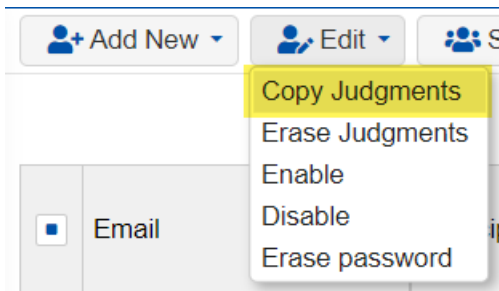 Add New Edit S
Copy Judgments
Erase Judgments
Enable
Disable
Email
Erase password